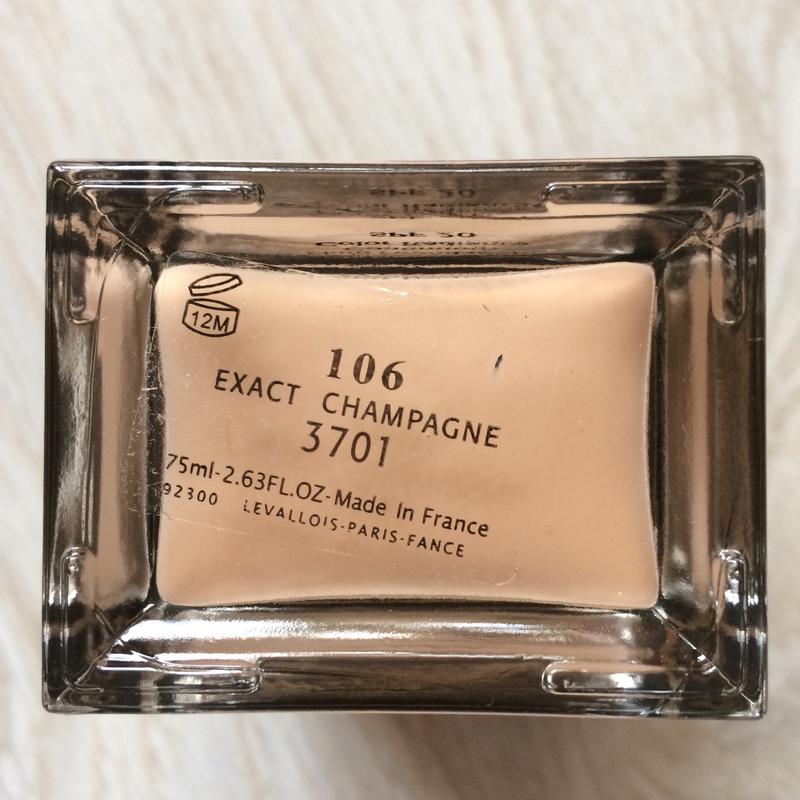 12M
106
EXACT CHAMPAGNE
3701
75ml-2.63FL.OZ-Made In France
92300 LEVALLOIS-PARIS-FANCE